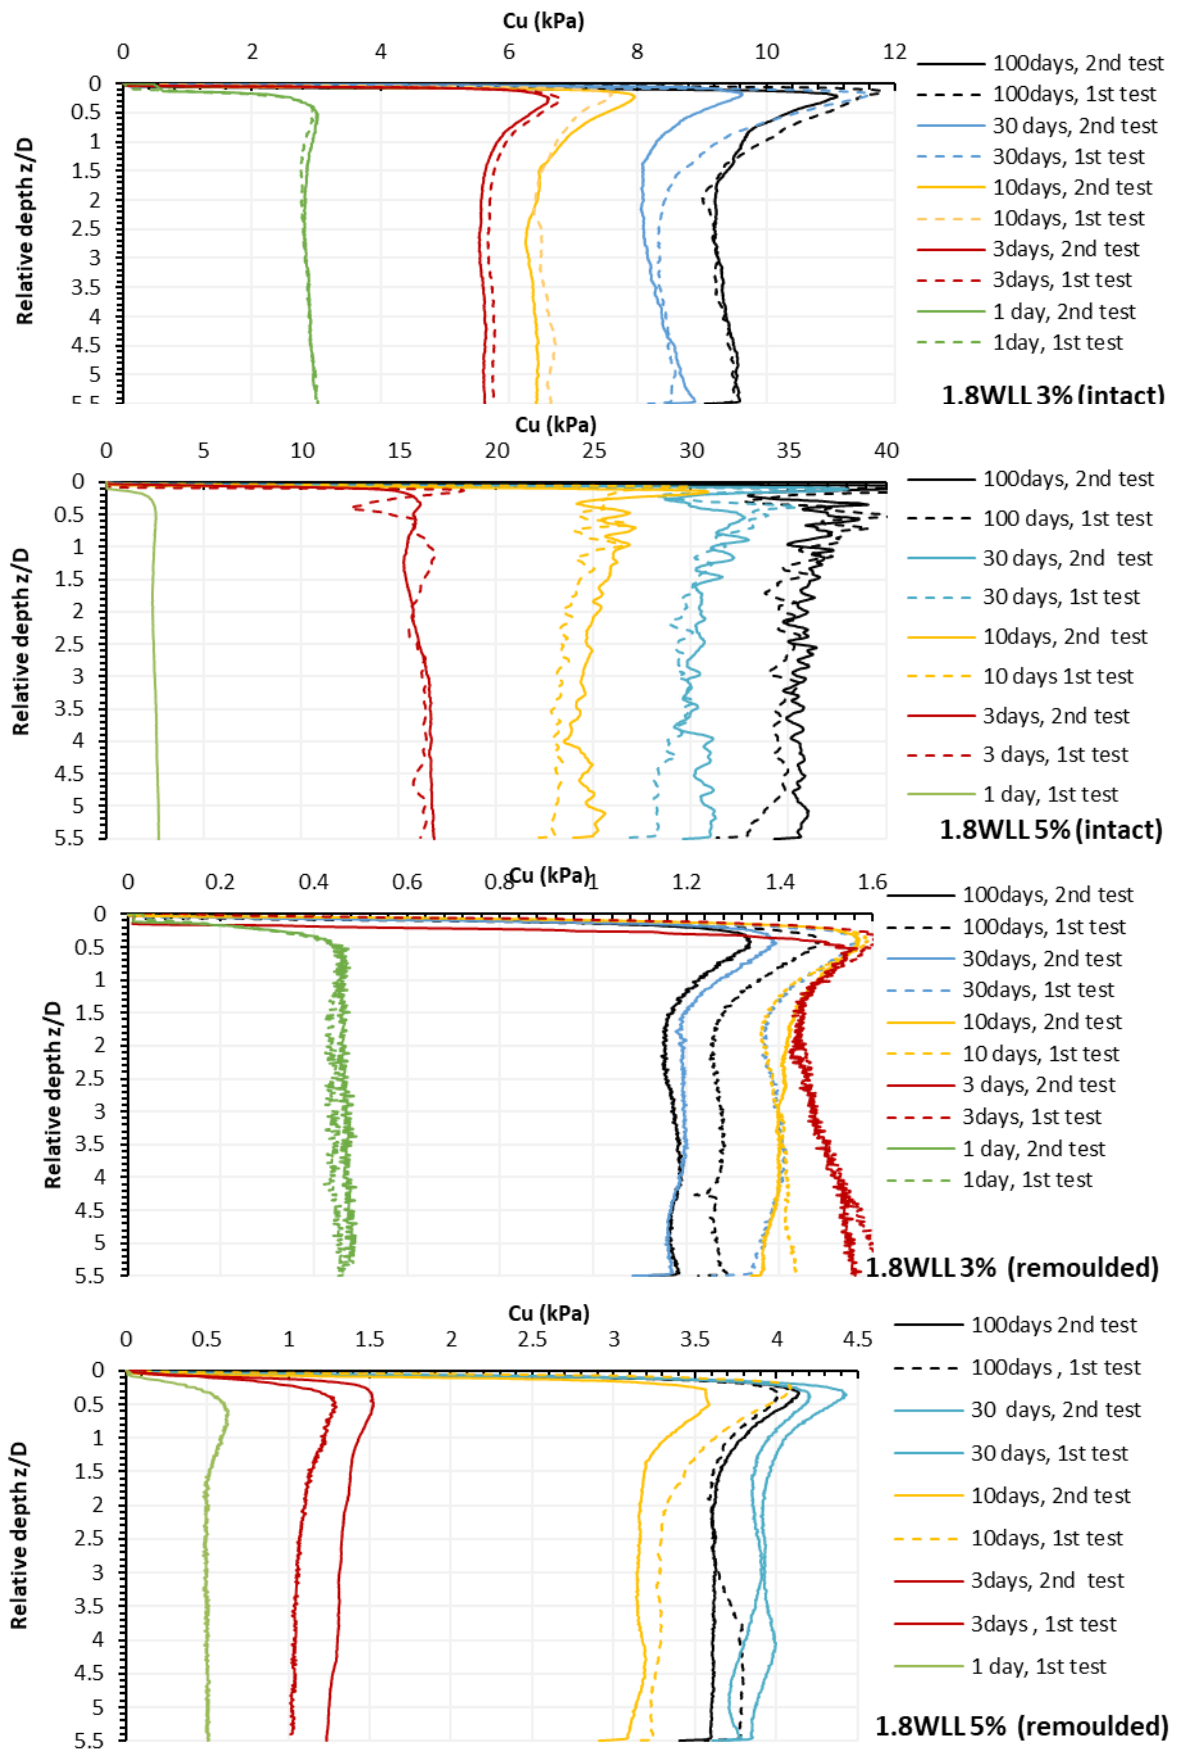 Cu (kPa)
0 2 4 6 8 10 12
0
0.5
1
1.5
2
2.5
3
3.5
4
4.5
5
5.5
Relative depth z/D
100days, 2nd test
100days, 1st test
30 days, 2nd test
30days, 1st test
10days, 2nd test
10days, 1st test
3days, 2nd test
3days, 1st test
1 day, 2nd test
1day, 1st test
1.8WLL 3% (intact)
Cu (kPa)
0 5 10 15 20 25 30 35 40
0
0.5
1
1.5
2
2.5
3
3.5
4
4.5
5
5.5
Relative depth z/D
100days, 2nd test
100 days, 1st test
30 days, 2nd test
30 days, 1st test
10days, 2nd test
10 days 1st test
3days, 2nd test
3 days, 1st test
1 day, 1st test
1.8WLL 5% (intact)
Cu (kPa)
0 0.2 0.4 0.6 0.8 1 1.2 1.4 1.6
0
0.5
1
1.5
2
2.5
3
3.5
4
4.5
5
5.5
Relative depth z/D
100days, 2nd test
100days, 1st test
30days, 2nd test
30days, 1st test
10days, 2nd test
10 days, 1st test
3 days, 2nd test
3days, 1st test
1 day, 2nd test
1day, 1st test
1.8WLL 3% (remoulded)
Cu (kPa)
0 0.5 1 1.5 2 2.5 3 3.5 4 4.5
0
0.5
1
1.5
2
2.5
3
3.5
4
4.5
5
5.5
Relative depth z/D
100days 2nd test
100days , 1st test
30 days, 2nd test
30 days, 1st test
10days, 2nd test
10days, 1st test
3days, 2nd test
3days , 1st test
1 day, 1st test
1.8WLL 5% (remoulded)